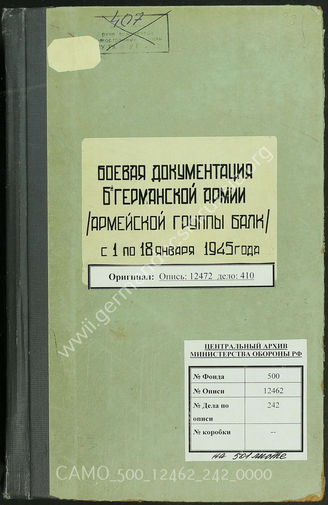 407
БОЕВАЯ ДОКУМЕНТАЦИЯ
6й ГЕРМАНСКОЙ АРМИИ
/АРМЕЙСКОЙ ГРУППЫ БАЛК/
С 1 ПО 18 ЯНВАРЯ 1945 ГОДА
Оригинал: Опись: 12472 дело: 410
ЦЕНТРАЛЬНЫЙ АРХИВ
МИНИСТЕРСТВА ОБОРОНЫ РФ
№ Фонда 500
№ Описи 12462
№ Дела по описи 242
№ коробки --
на 501 листе
CAMO_500_12462_242_0000